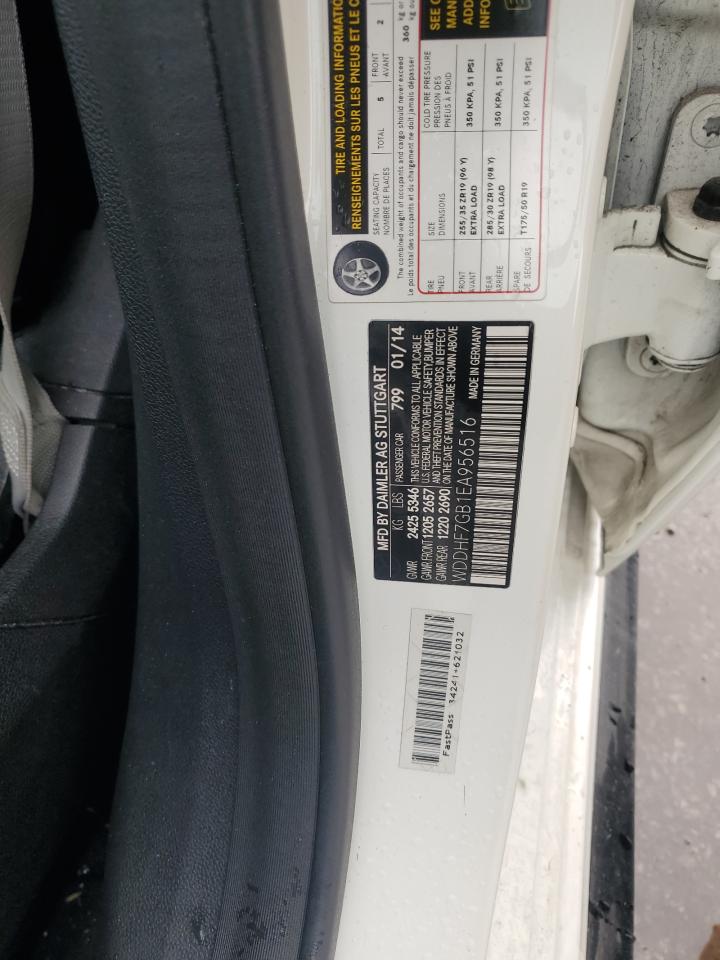 TIRE AND LOADING INFORMATION
RENSEIGNEMENTS SUR LES PNEUS ET LE C
SEATING CAPACITY
NOMBRE DE PLACES
TOTAL 5
FRONT
AVANT
2
The combined weight of occupants and cargo should never exceed 360 kg or
Le poids total des occupants et du chargement ne doit jamais dépasser kg ou
TIRE
PNEU
SIZE
DIMENSIONS
COLD TIRE PRESSURE
PRESSION DES
PNEUS À FROID
FRONT
AVANT
255/35 ZR19 (96 Y)
EXTRA LOAD
350 KPA, 51 PSI
REAR
ARRIÈRE
285/30 ZR19 (98 Y)
EXTRA LOAD
350 KPA, 51 PSI
SPARE
DE SECOURS
T175/50 R19
350 KPA, 51 PSI
SEE O
MAN
ADD
INFO
MFD BY DAIMLER AG STUTTGART
KG LBS PASSENGER CAR 799 01/14
GVWR 2425 5346
GAWR FRONT 1205 2657
GAWR REAR 1220 2690
THIS VEHICLE CONFORMS TO ALL APPLICABLE
U.S. FEDERAL MOTOR VEHICLE SAFETY, BUMPER
AND THEFT PREVENTION STANDARDS IN EFFECT
ON THE DATE OF MANUFACTURE SHOWN ABOVE
WDDHF7GB1EA956516
MADE IN GERMANY
FastPass 34241*621032